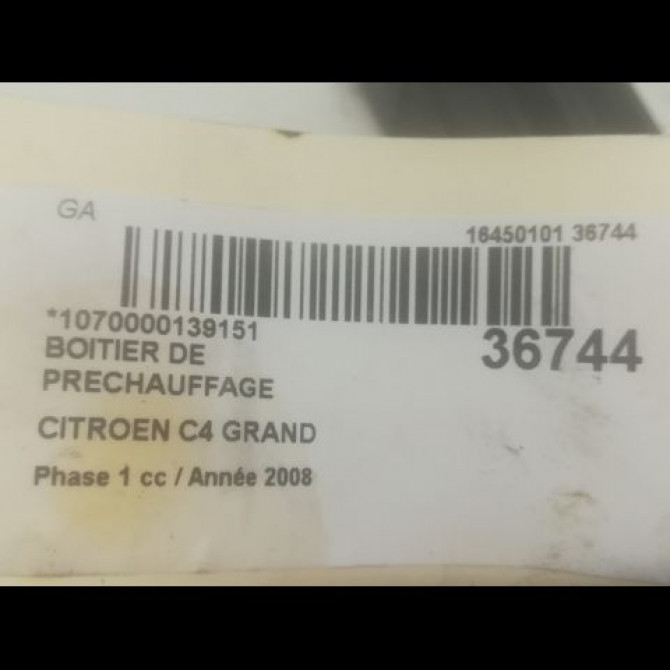 GA
16450101 36744
*1070000139151
36744
BOITIER DE
PRECHAUFFAGE
CITROEN C4 GRAND
Phase 1 cc / Année 2008